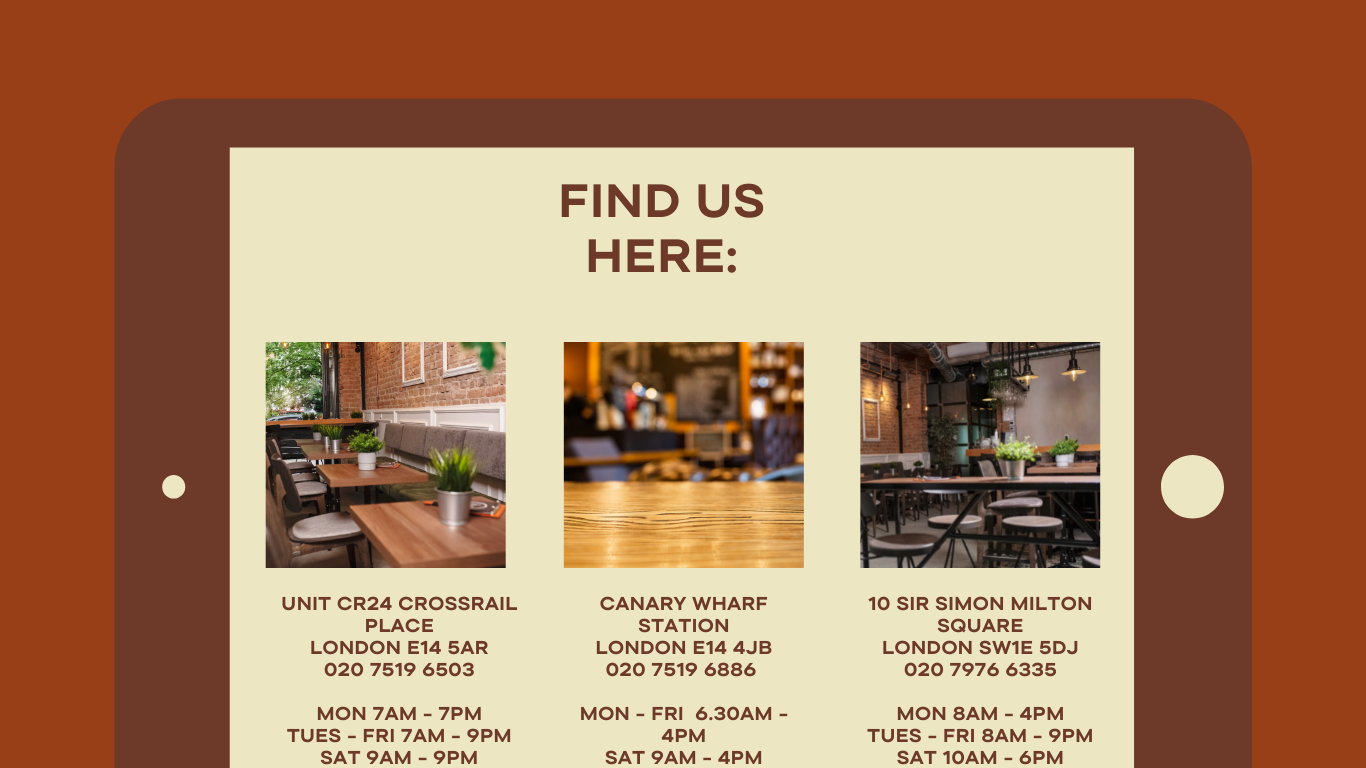 FIND US
HERE:
UNIT CR24 CROSSRAIL
PLACE
LONDON E14 5AR
020 7519 6503
MON 7AM - 7PM
TUES - FRI 7AM - 9PM
SAT 9AM - 9PM
CANARY WHARF
STATION
LONDON E14 4JB
020 7519 6886
MON - FRI 6.30AM -
4PM
SAT 9AM - 4PM
10 SIR SIMON MILTON
SQUARE
LONDON SW1E 5DJ
020 7976 6335
MON 8AM - 4PM
TUES - FRI 8AM - 9PM
SAT 10AM - 6PM